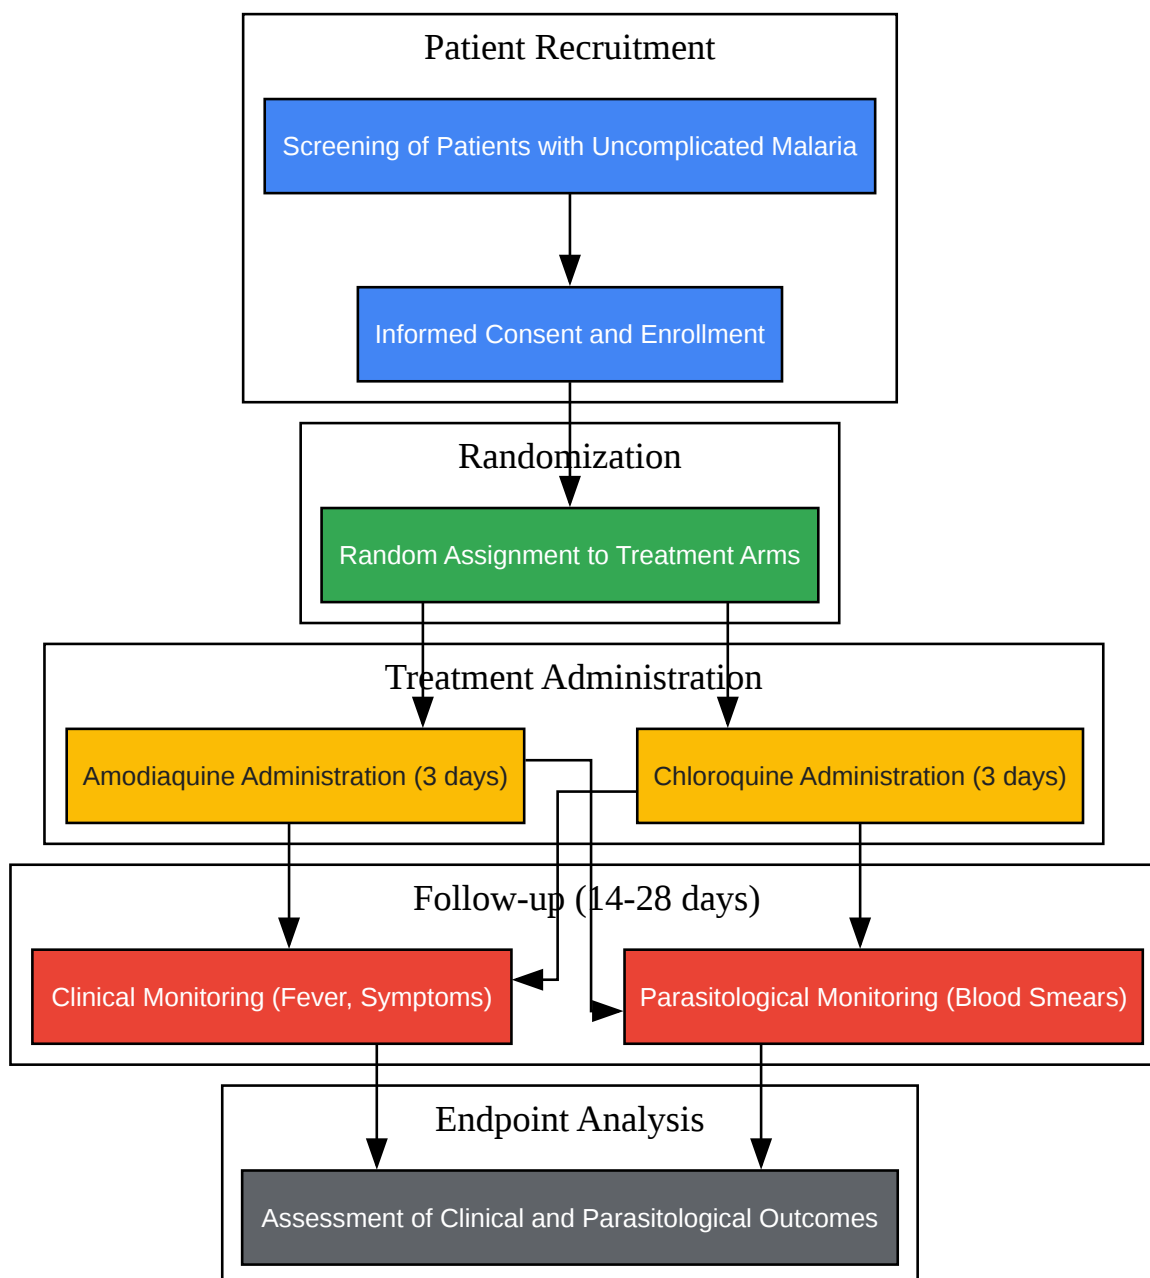 Patient Recruitment
Screening of Patients with Uncomplicated Malaria
Informed Consent and Enrollment
Randomization
Random Assignment to Treatment Arms
Treatment Administration
Amodiaquine Administration (3 days)
Chloroquine Administration (3 days)
Follow-up (14-28 days)
Clinical Monitoring (Fever, Symptoms)
Parasitological Monitoring (Blood Smears)
Endpoint Analysis
Assessment of Clinical and Parasitological Outcomes